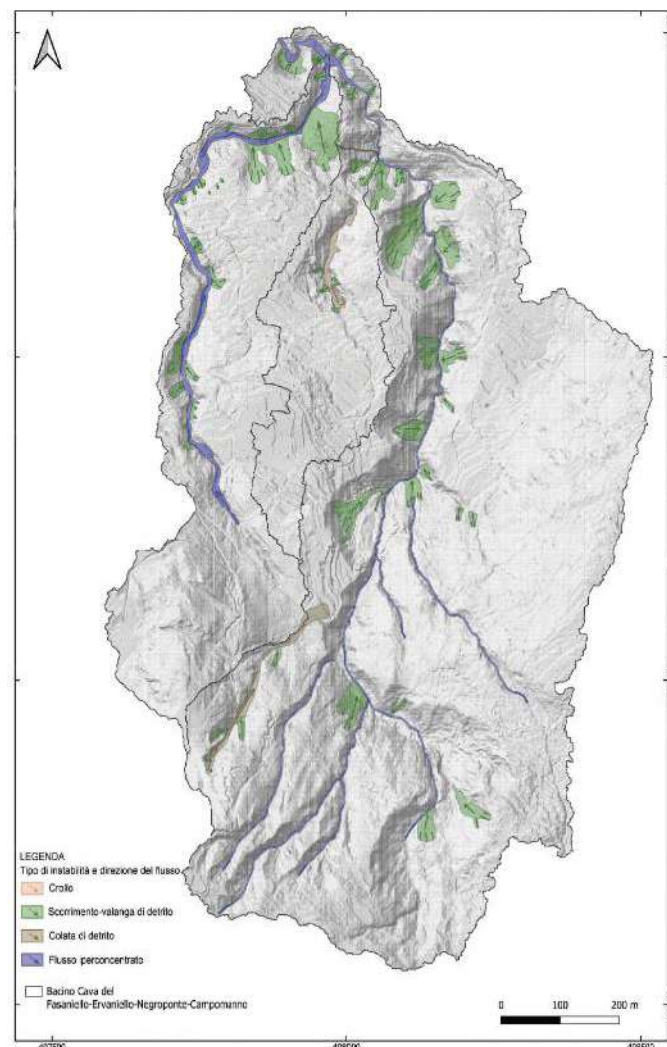 LEGENDA
Tipo di instabilità e direzione del flusso
Crollo
Scorrimento-valanga di detrito
Colata di detrito
Flusso iperconcentrato
Bacino Cava del
Fasaniello-Ervaniello-Negroponte-Campomanno
0 100 200 m